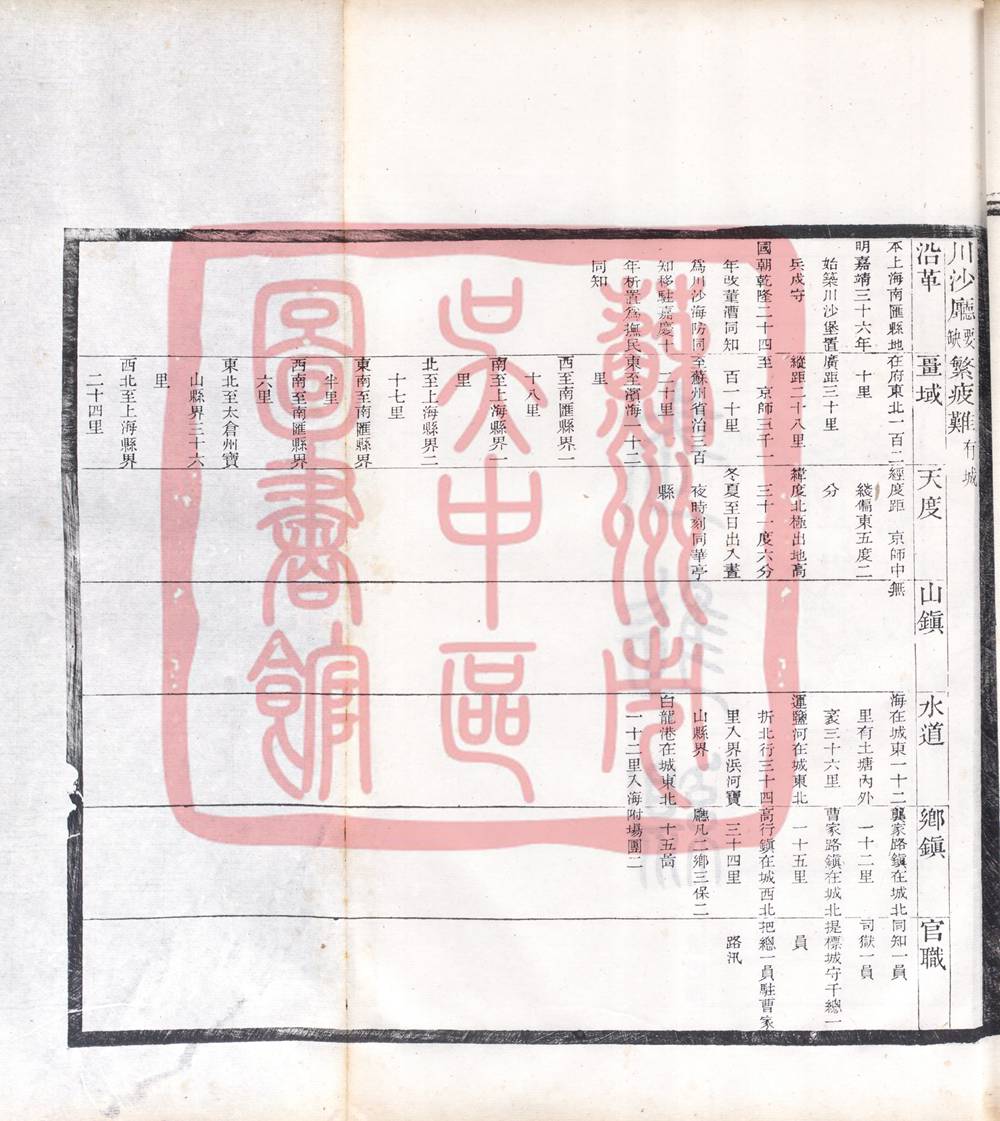 川沙廳要缺繁疲難有城
沿革
本上海南匯縣地
明嘉靖三十六年
始築川沙堡置
兵戍守
國朝乾隆二十四
年改董漕同知
爲川沙海防同
知移駐嘉慶十
年析置爲撫民
同知
畺域
在府東北一百二
十里
廣距三十里
縱距二十八里
至　京師三千一
百一十里
至蘇州省治三百
二十里
東至濱海一十二
里
西至南匯縣界一
十八里
南至上海縣界一
里
北至上海縣界二
十七里
東南至南匯縣界
半里
西南至南匯縣界
六里
東北至太倉州寶
山縣界三十六
里
西北至上海縣界
二十四里
天度
經度距　京師中
綫偏東五度二
分
緯度北極出地高
三十一度六分
冬夏至日出入晝
夜時刻同華亭
縣
山鎮
無
水道
海在城東一十二
里有土塘內外
袤三十六里
運鹽河在城東北
折北行三十四
里入界浜河寶
山縣界
白龍港在城東北
一十二里入海
鄉鎮
龔家路鎮在城北
一十二里
曹家路鎮在城北
一十五里
高行鎮在城西北
三十四里
廳凡二鄉三保二
十五啚
附場團二
官職
同知一員
司獄一員
提標城守千總一
員
把總一員駐曹家
路汛
蘇州市
吳中區
圖書館